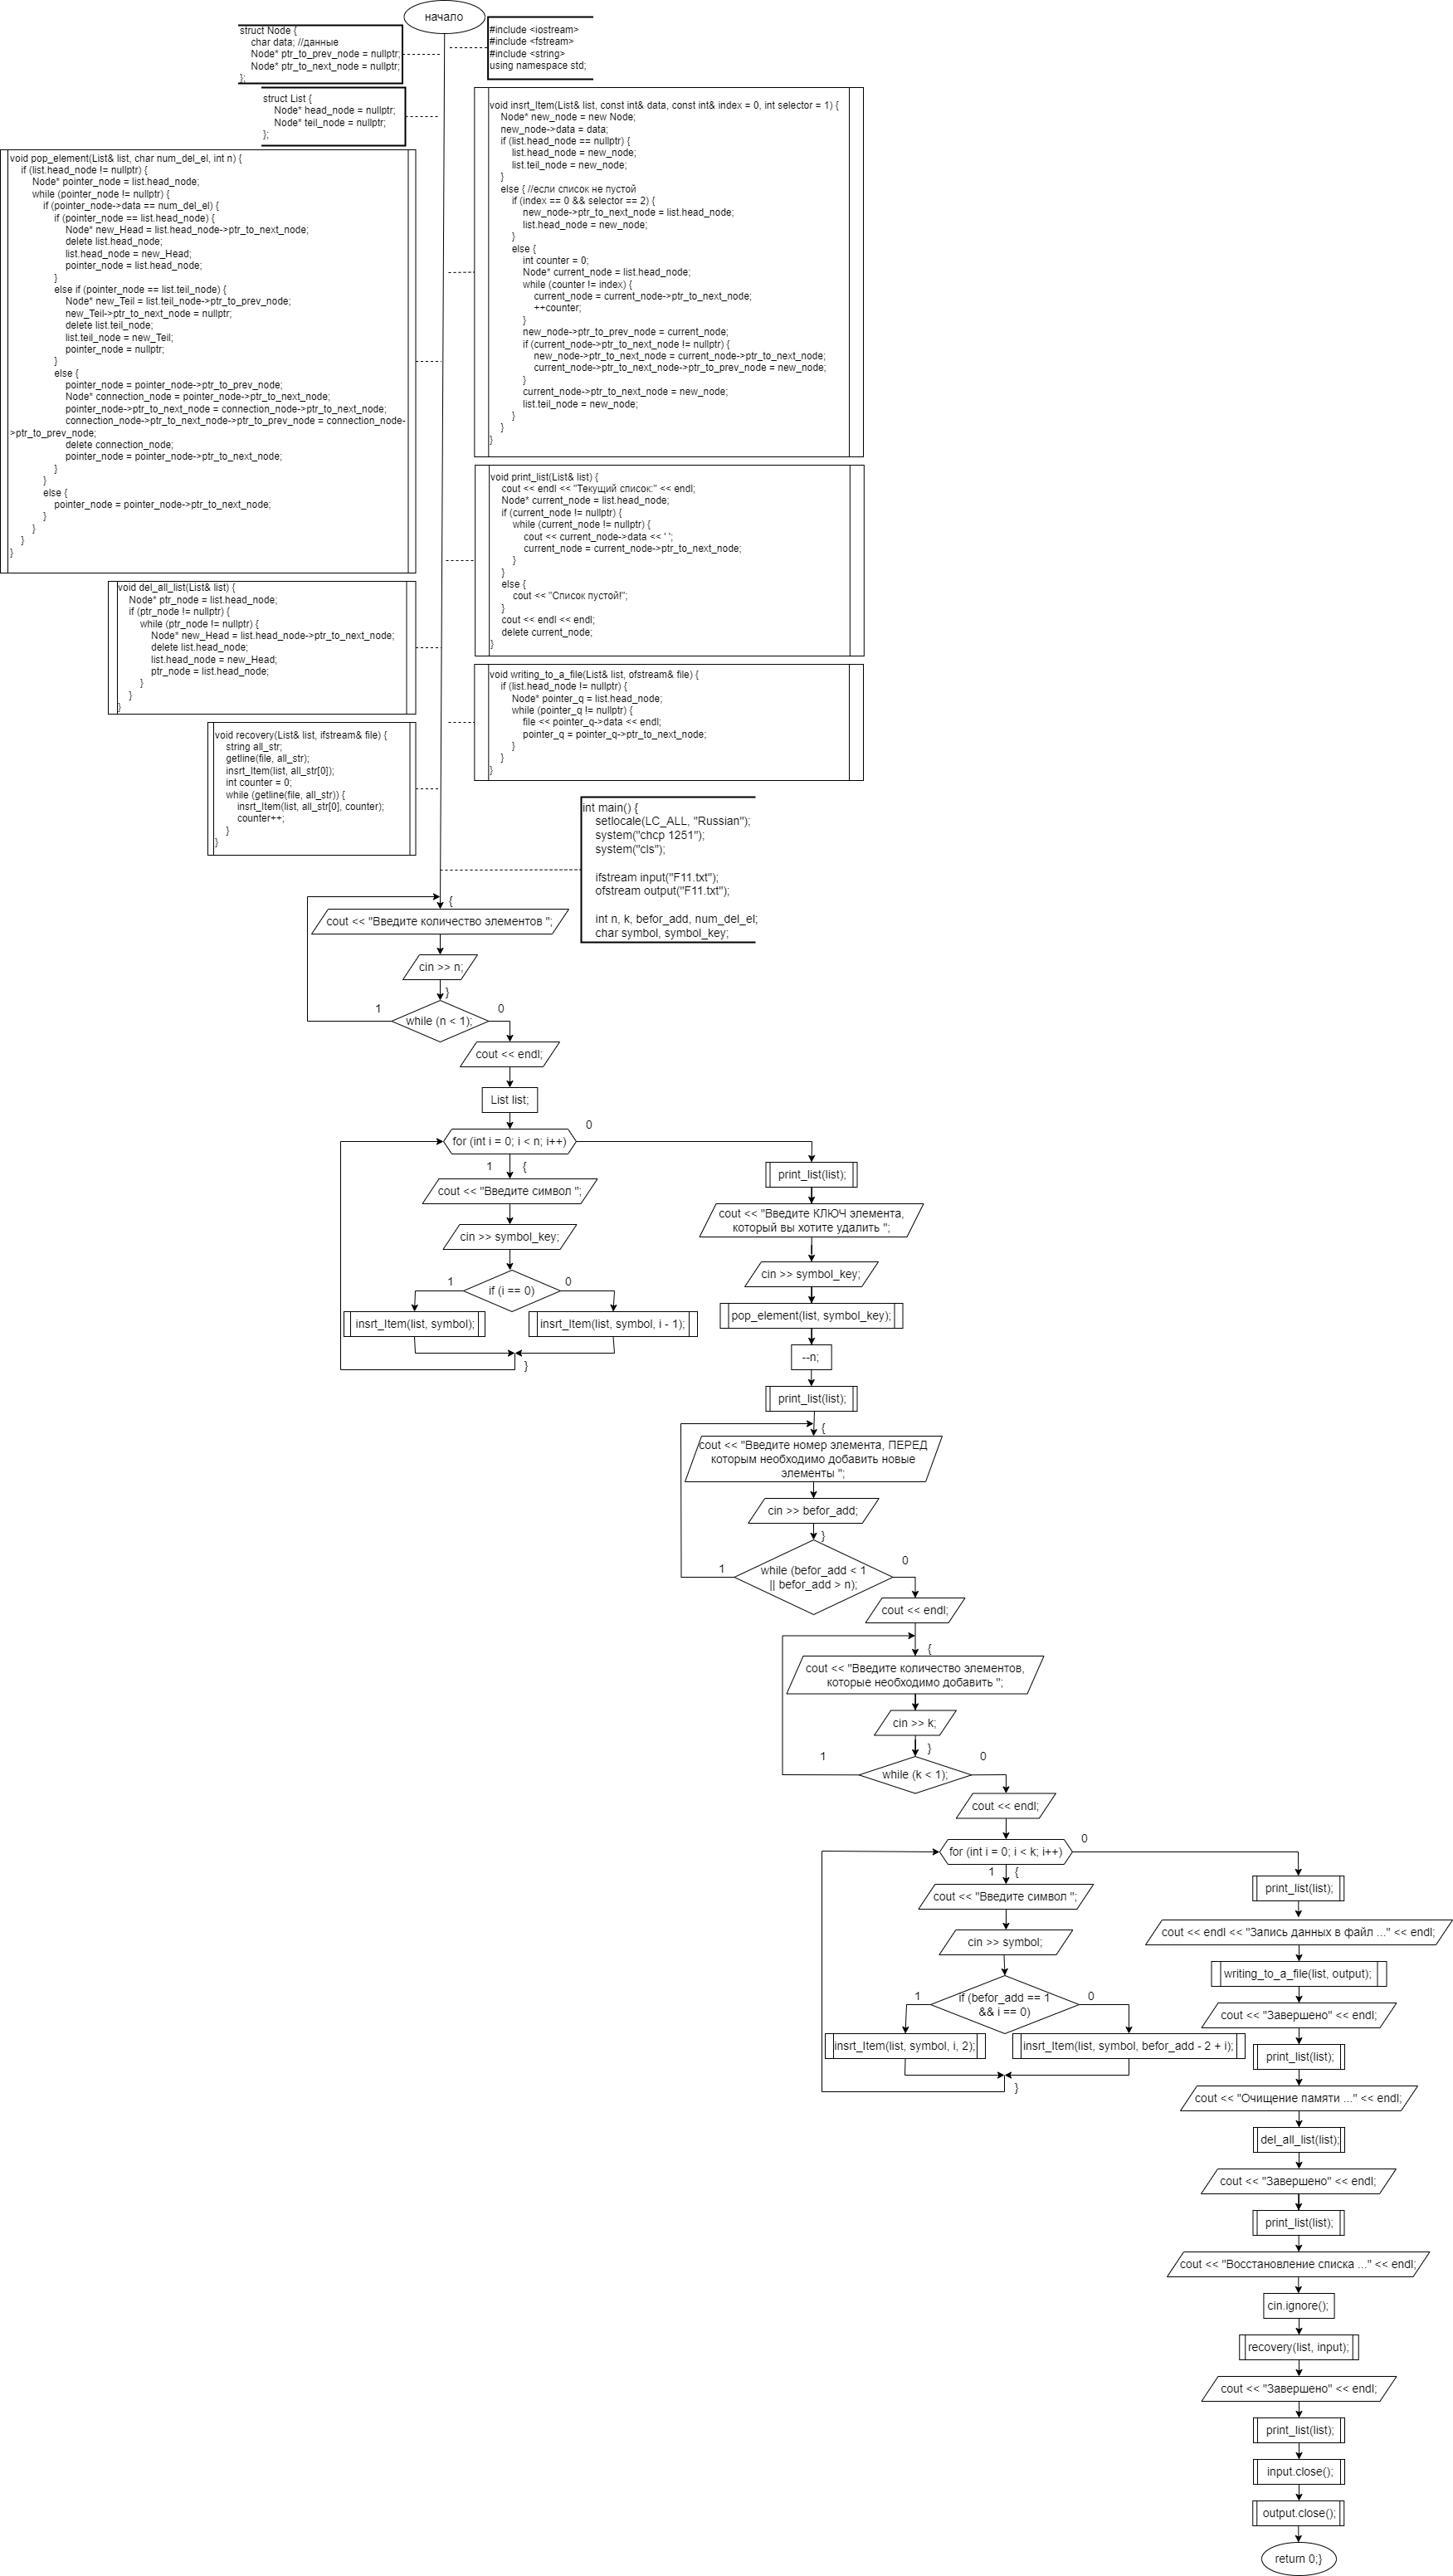 начало
struct Node {
char data; //данные
Node* ptr_to_prev_node = nullptr;
Node* ptr_to_next_node = nullptr;
};
#include <iostream>
#include <fstream>
#include <string>
using namespace std;
struct List {
Node* head_node = nullptr;
Node* teil_node = nullptr;
};
void insrt_Item(List& list, const int& data, const int& index = 0, int selector = 1) {
Node* new_node = new Node;
new_node->data = data;
if (list.head_node == nullptr) {
list.head_node = new_node;
list.teil_node = new_node;
}
else { //если список не пустой
if (index == 0 && selector == 2) {
new_node->ptr_to_next_node = list.head_node;
list.head_node = new_node;
}
else {
int counter = 0;
Node* current_node = list.head_node;
while (counter != index) {
current_node = current_node->ptr_to_next_node;
++counter;
}
new_node->ptr_to_prev_node = current_node;
if (current_node->ptr_to_next_node != nullptr) {
new_node->ptr_to_next_node = current_node->ptr_to_next_node;
current_node->ptr_to_next_node->ptr_to_prev_node = new_node;
}
current_node->ptr_to_next_node = new_node;
list.teil_node = new_node;
}
}
}
void pop_element(List& list, char num_del_el, int n) {
if (list.head_node != nullptr) {
Node* pointer_node = list.head_node;
while (pointer_node != nullptr) {
if (pointer_node->data == num_del_el) {
if (pointer_node == list.head_node) {
Node* new_Head = list.head_node->ptr_to_next_node;
delete list.head_node;
list.head_node = new_Head;
pointer_node = list.head_node;
}
else if (pointer_node == list.teil_node) {
Node* new_Teil = list.teil_node->ptr_to_prev_node;
new_Teil->ptr_to_next_node = nullptr;
delete list.teil_node;
list.teil_node = new_Teil;
pointer_node = nullptr;
}
else {
pointer_node = pointer_node->ptr_to_prev_node;
Node* connection_node = pointer_node->ptr_to_next_node;
pointer_node->ptr_to_next_node = connection_node->ptr_to_next_node;
connection_node->ptr_to_next_node->ptr_to_prev_node = connection_node-
>ptr_to_prev_node;
delete connection_node;
pointer_node = pointer_node->ptr_to_next_node;
}
}
else {
pointer_node = pointer_node->ptr_to_next_node;
}
}
}
}
void print_list(List& list) {
cout << endl << "Текущий список:" << endl;
Node* current_node = list.head_node;
if (current_node != nullptr) {
while (current_node != nullptr) {
cout << current_node->data << ' ';
current_node = current_node->ptr_to_next_node;
}
}
else {
cout << "Список пустой!";
}
cout << endl << endl;
delete current_node;
}
void del_all_list(List& list) {
Node* ptr_node = list.head_node;
if (ptr_node != nullptr) {
while (ptr_node != nullptr) {
Node* new_Head = list.head_node->ptr_to_next_node;
delete list.head_node;
list.head_node = new_Head;
ptr_node = list.head_node;
}
}
}
void writing_to_a_file(List& list, ofstream& file) {
if (list.head_node != nullptr) {
Node* pointer_q = list.head_node;
while (pointer_q != nullptr) {
file << pointer_q->data << endl;
pointer_q = pointer_q->ptr_to_next_node;
}
}
}
void recovery(List& list, ifstream& file) {
string all_str;
getline(file, all_str);
insrt_Item(list, all_str[0]);
int counter = 0;
while (getline(file, all_str)) {
insrt_Item(list, all_str[0], counter);
counter++;
}
}
int main() {
setlocale(LC_ALL, "Russian");
system("chcp 1251");
system("cls");
ifstream input("F11.txt");
ofstream output("F11.txt");
int n, k, befor_add, num_del_el;
char symbol, symbol_key;
{
cout << "Введите количество элементов ";
cin >> n;
}
1
while (n < 1);
0
cout << endl;
List list;
for (int i = 0; i < n; i++)
0
1
{
cout << "Введите символ ";
cin >> symbol_key;
1
if (i == 0)
0
insrt_Item(list, symbol);
insrt_Item(list, symbol, i - 1);
}
print_list(list);
cout << "Введите КЛЮЧ элемента,
который вы хотите удалить ";
cin >> symbol_key;
pop_element(list, symbol_key);
--n;
print_list(list);
{
cout << "Введите номер элемента, ПЕРЕД
которым необходимо добавить новые
элементы ";
cin >> befor_add;
}
1
while (befor_add < 1
|| befor_add > n);
0
cout << endl;
{
cout << "Введите количество элементов,
которые необходимо добавить ";
cin >> k;
}
1
while (k < 1);
0
cout << endl;
for (int i = 0; i < k; i++)
0
1
{
cout << "Введите символ ";
cin >> symbol;
1
if (befor_add == 1
&& i == 0)
0
insrt_Item(list, symbol, i, 2);
insrt_Item(list, symbol, befor_add - 2 + i);
}
print_list(list);
cout << endl << "Запись данных в файл ..." << endl;
writing_to_a_file(list, output);
cout << "Завершено" << endl;
print_list(list);
cout << "Очищение памяти ..." << endl;
del_all_list(list);
cout << "Завершено" << endl;
print_list(list);
cout << "Восстановление списка ..." << endl;
cin.ignore();
recovery(list, input);
cout << "Завершено" << endl;
print_list(list);
input.close();
output.close();
return 0;}